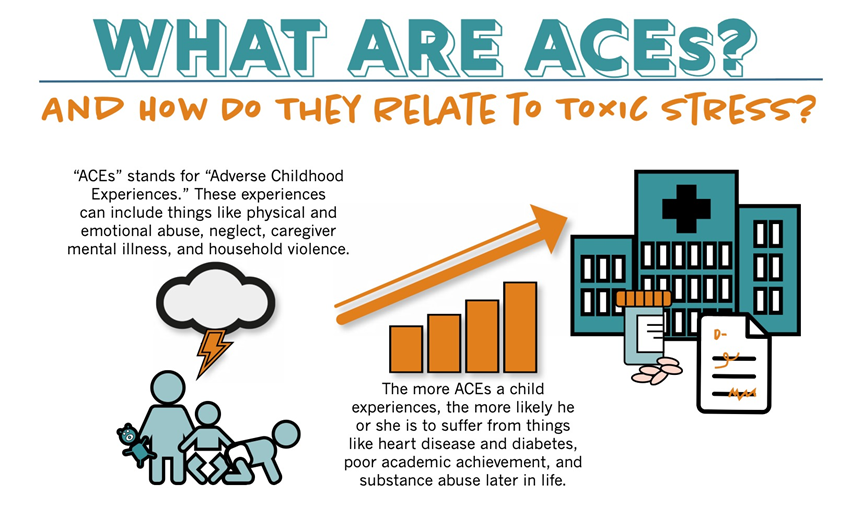 WHAT ARE ACEs?
AND HOW DO THEY RELATE TO TOXIC STRESS?
“ACEs” stands for “Adverse Childhood
Experiences.” These experiences
can include things like physical and
emotional abuse, neglect, caregiver
mental illness, and household violence.
The more ACEs a child
experiences, the more likely he
or she is to suffer from things
like heart disease and diabetes,
poor academic achievement, and
substance abuse later in life.
D-